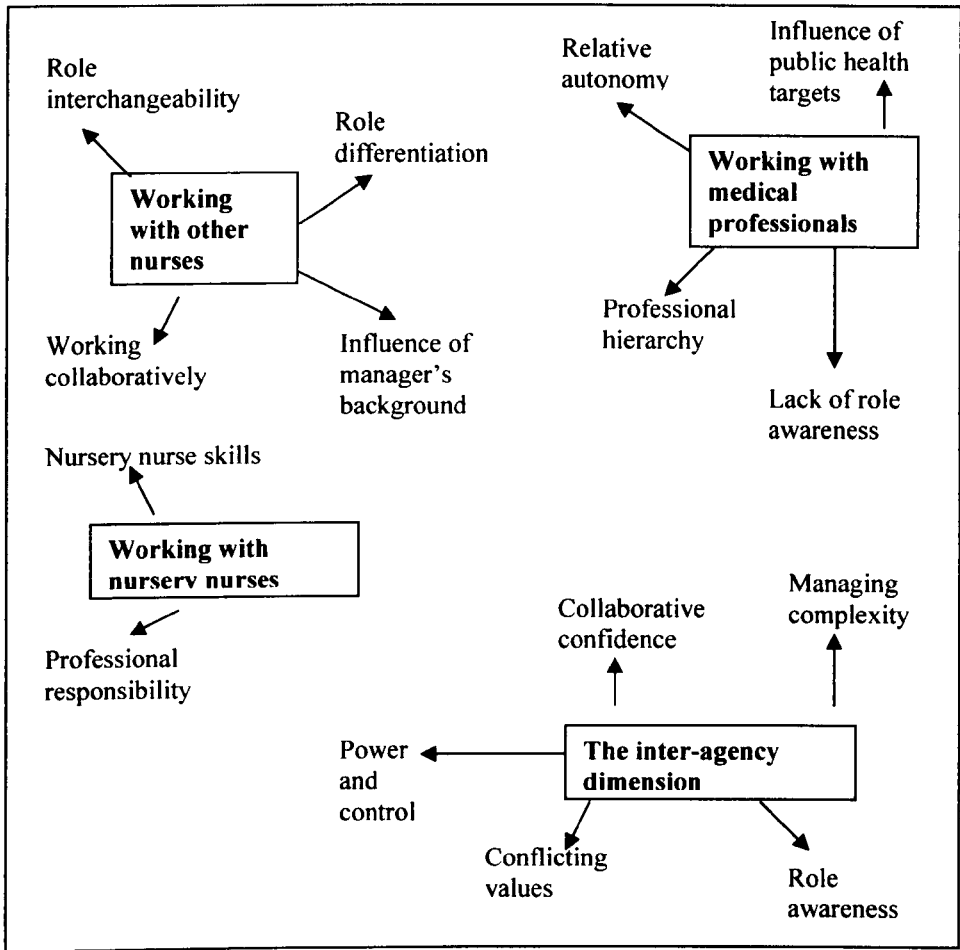 Role
interchangeability
Role
differentiation
Working
with other
nurses
Working
collaboratively
Influence of
manager's
background
Relative
autonomy
Influence of
public health
targets
Working with
medical
professionals
Professional
hierarchy
Lack of role
awareness
Nursery nurse skills
Working with
nursery nurses
Professional
responsibility
Collaborative
confidence
Managing
complexity
Power
and
control
The inter-agency
dimension
Conflicting
values
Role
awareness